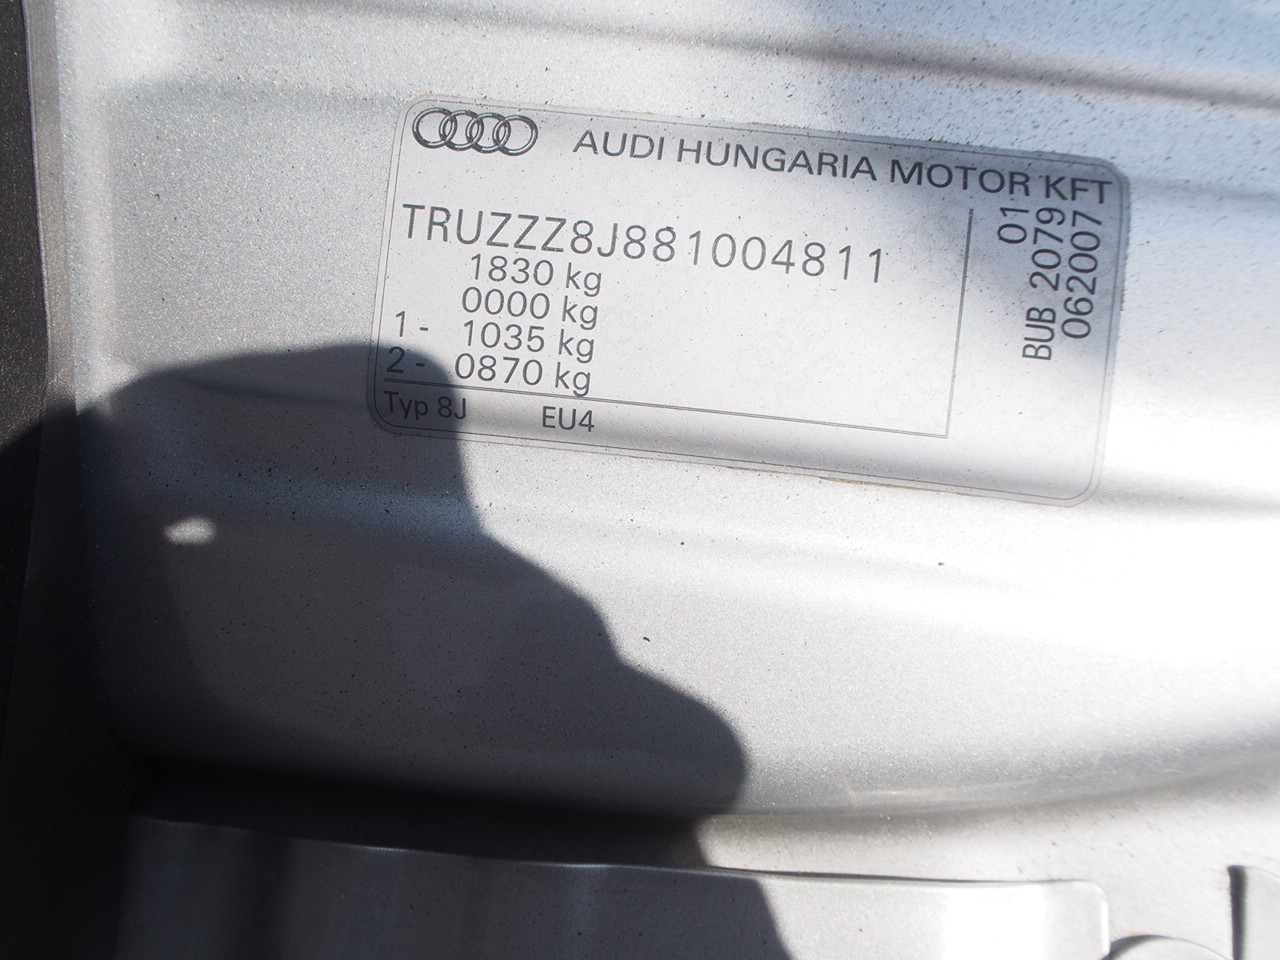 AUDI HUNGARIA MOTOR KFT
TRUZZZ8J881004811
1830 kg
0000 kg
1 - 1035 kg
2 - 0870 kg
Typ 8J EU4
01
BUB 2079
062007